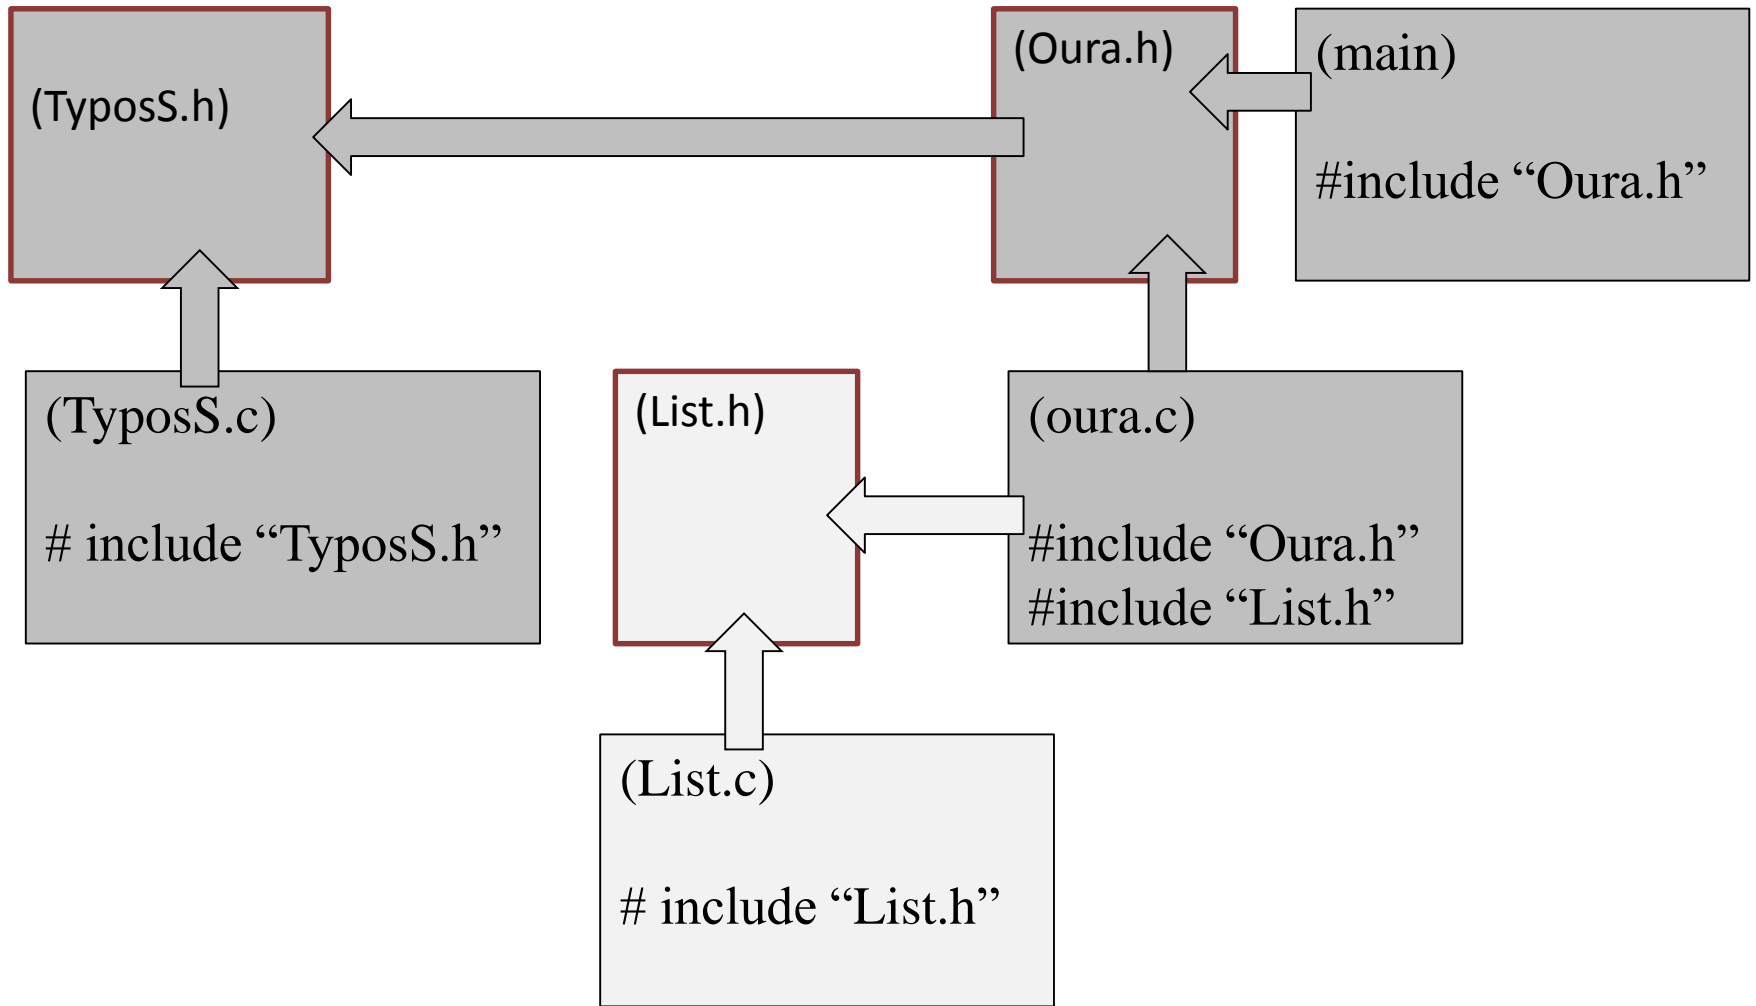 (TyposS.h)
(Oura.h)
(main)
#include “Oura.h”
(TyposS.c)
# include “TyposS.h”
(List.h)
(oura.c)
#include “Oura.h”
#include “List.h”
(List.c)
# include “List.h”